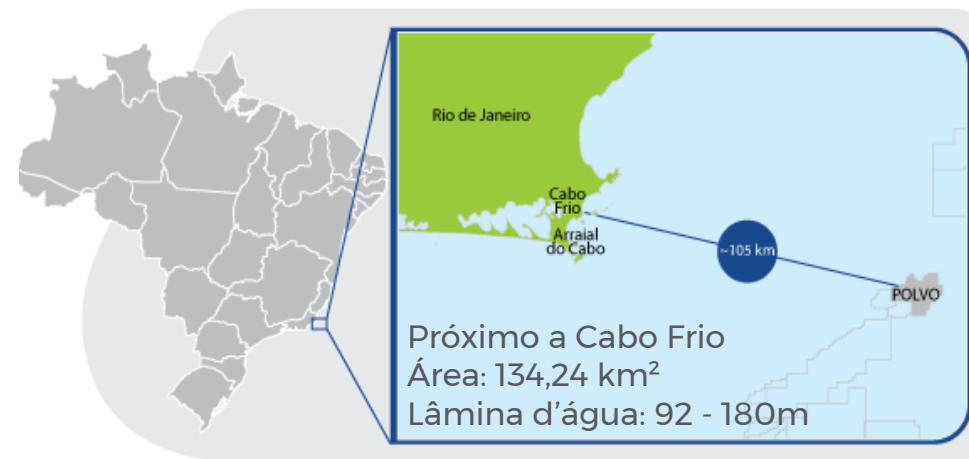 Rio de Janeiro
Cabo
Frio
Arraial
do Cabo
~105 km
POLVO
Próximo a Cabo Frio
Área: 134,24 km²
Lâmina d’água: 92 - 180m